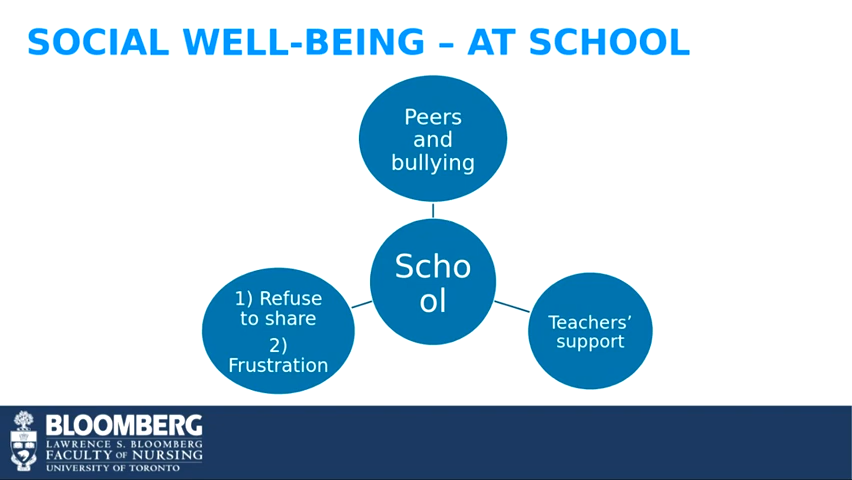 SOCIAL WELL-BEING – AT SCHOOL
Peers
and
bullying
Scho
ol
1) Refuse
to share
2)
Frustration
Teachers’
support
BLOOMBERG
LAWRENCE S. BLOOMBERG
FACULTY OF NURSING
UNIVERSITY OF TORONTO